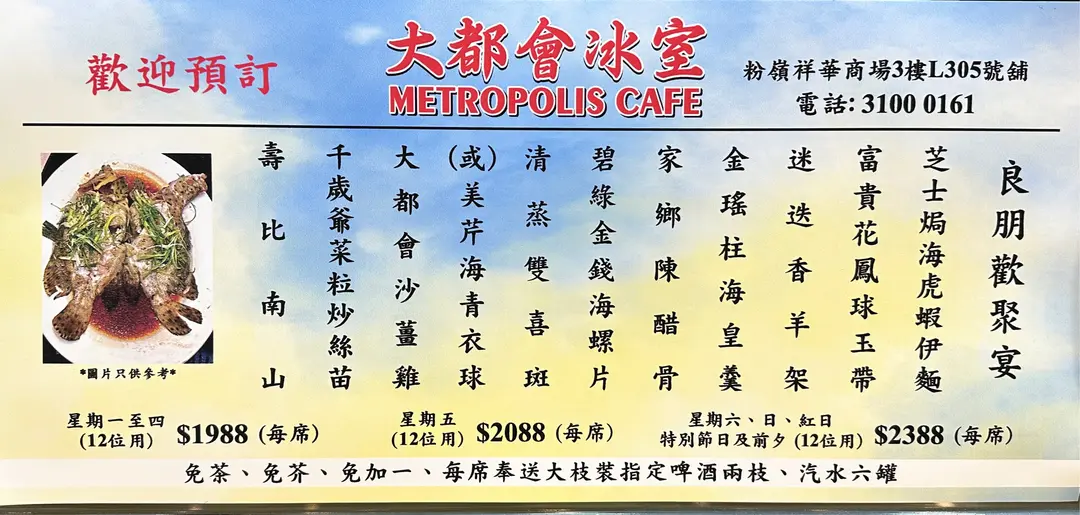 歡迎預訂
大都會冰室
METROPOLIS CAFE
粉嶺祥華商場3樓L305號舖
電話: 3100 0161
良朋歡聚宴
芝士焗海虎蝦伊麵
富貴花鳳球玉帶
迷迭香羊架
金瑤柱海皇羹
家鄉陳醋骨
碧綠金錢海螺片
清蒸雙喜斑
(或)美芹海青衣球
大都會沙薑雞
千歲爺菜粒炒絲苗
壽比南山
*圖片只供參考*
星期一至四
(12位用) $1988 (每席)
星期五
(12位用) $2088 (每席)
星期六、日、紅日
特別節日及前夕 (12位用) $2388 (每席)
免茶、免芥、免加一、每席奉送大枝裝指定啤酒兩枝、汽水六罐